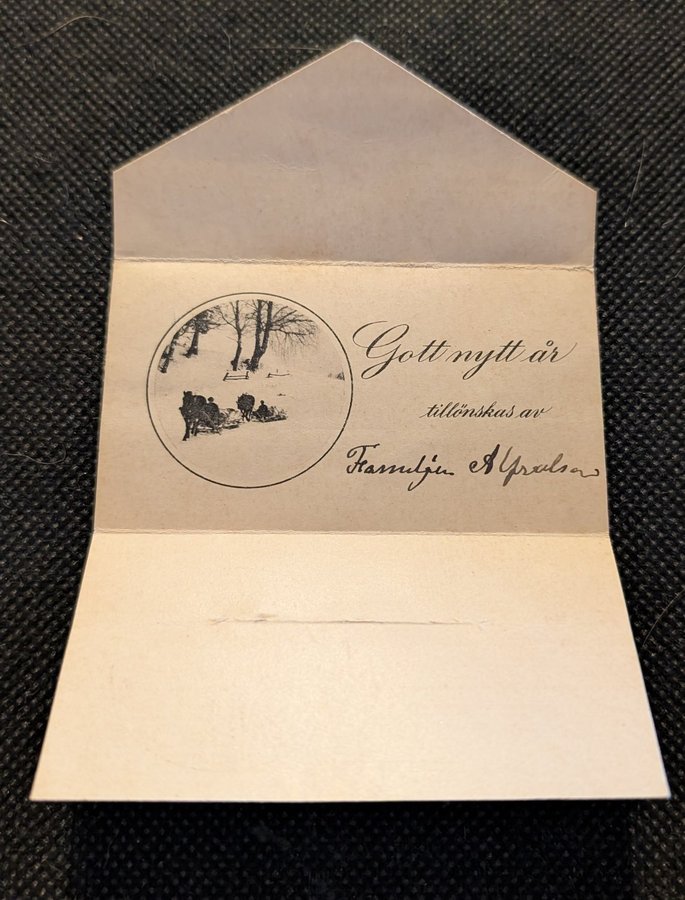 Gott nytt år
tillönskas av
Familjen A